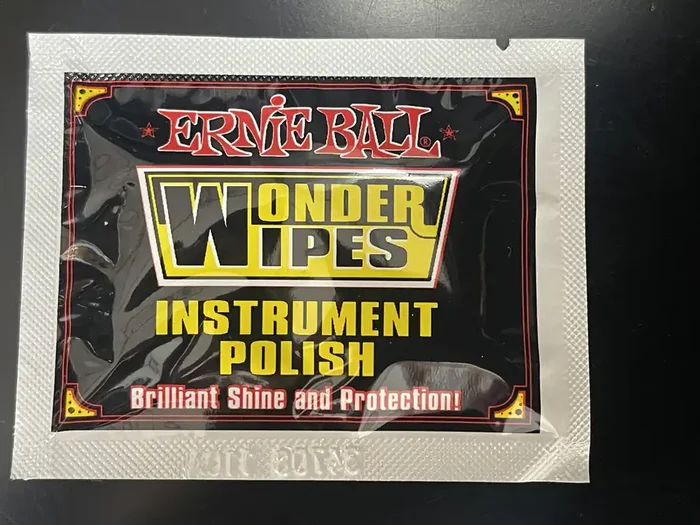 ERNiE BALL®
WONDER
WIPES
INSTRUMENT
POLISH
Brilliant Shine and Protection!